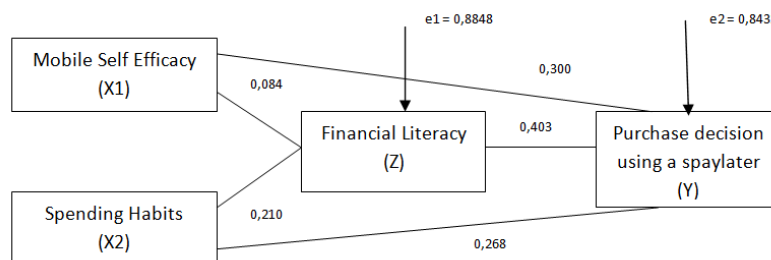 e1 = 0,8848
e2 = 0,843
Mobile Self Efficacy
(X1)
0,084
0,300
Financial Literacy
(Z)
0,403
Purchase decision
using a spaylater
(Y)
Spending Habits
(X2)
0,210
0,268